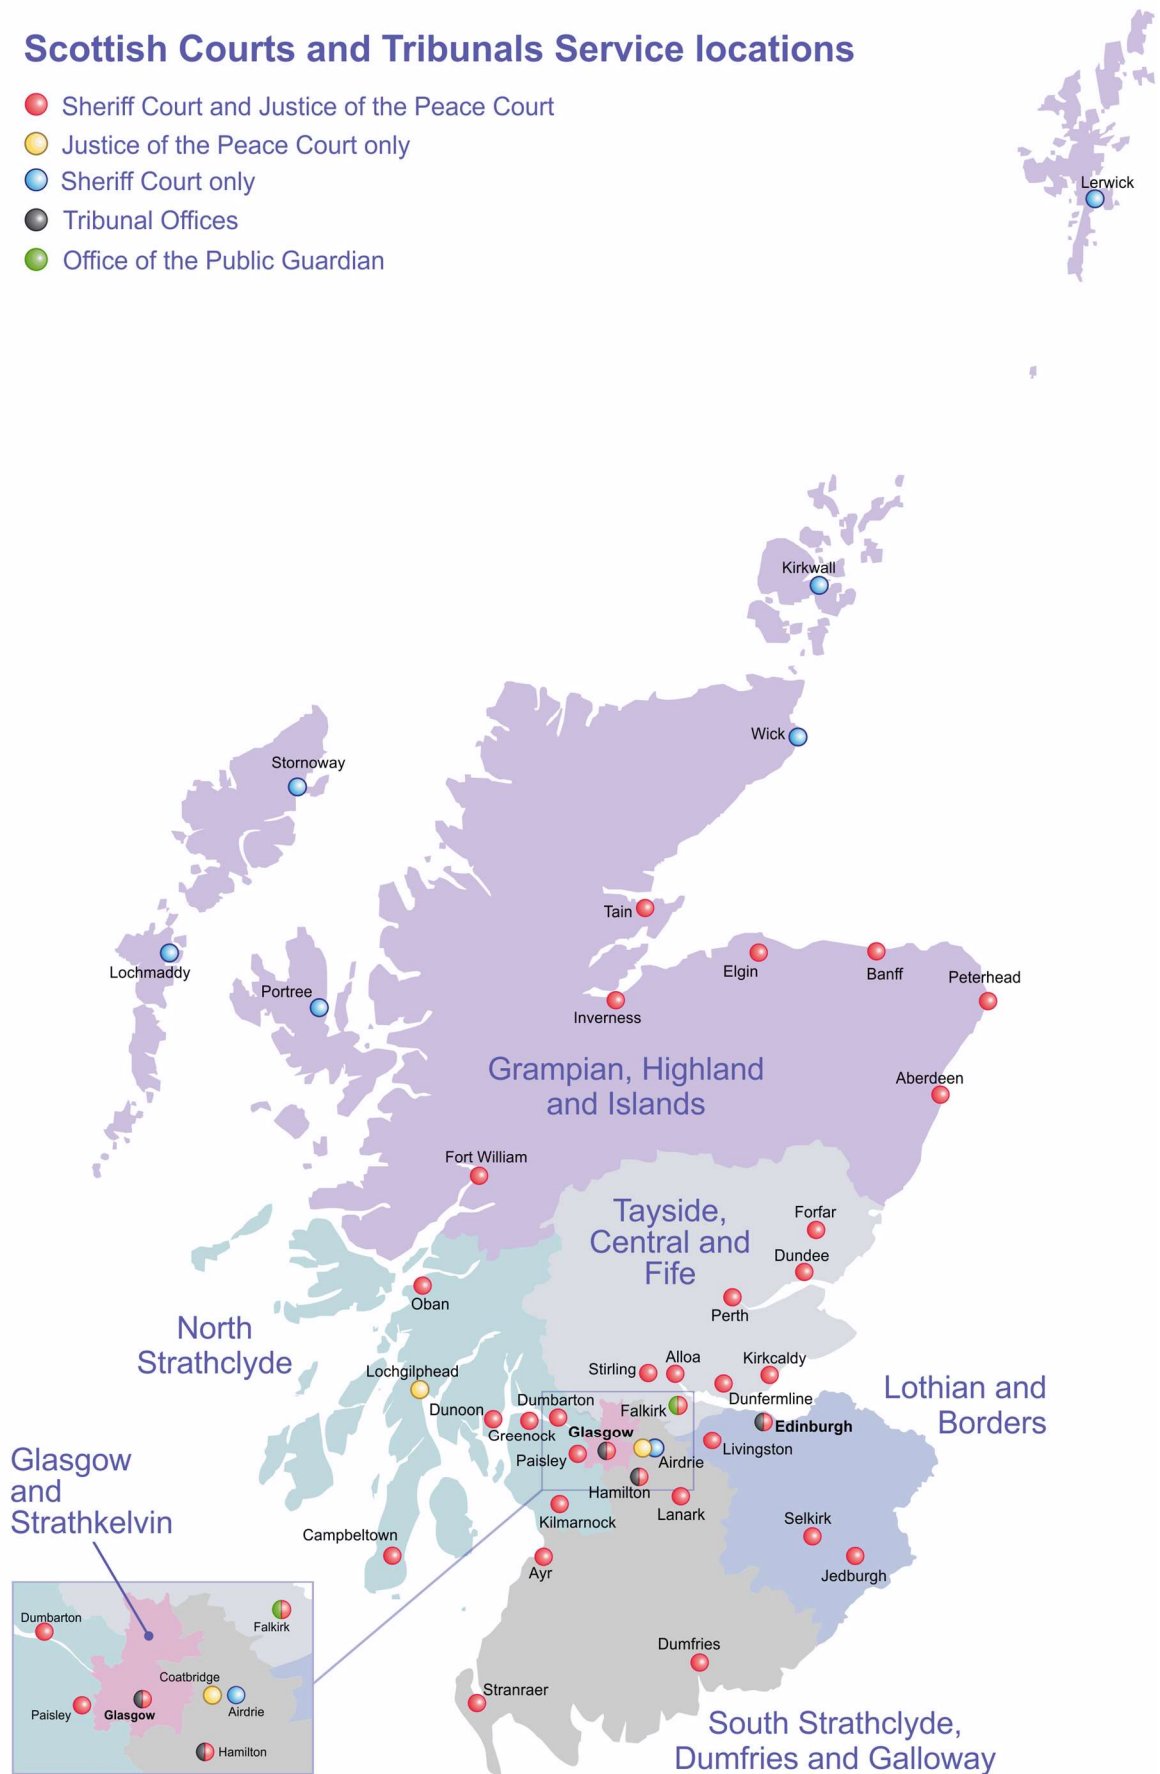 Scottish Courts and Tribunals Service locations
Sheriff Court and Justice of the Peace Court
Justice of the Peace Court only
Sheriff Court only
Tribunal Offices
Office of the Public Guardian
Lerwick
Kirkwall
Wick
Stornoway
Tain
Lochmaddy
Portree
Elgin
Banff
Peterhead
Inverness
Grampian, Highland
and Islands
Aberdeen
Fort William
Tayside,
Central and
Fife
Forfar
Dundee
Perth
Oban
North
Strathclyde
Stirling
Alloa
Kirkcaldy
Dunfermline
Lochgilphead
Dunoon
Greenock
Dumbarton
Falkirk
Glasgow
Paisley
Airdrie
Hamilton
Lanark
Kilmarnock
Edinburgh
Livingston
Lothian and
Borders
Selkirk
Jedburgh
Glasgow
and
Strathkelvin
Campbeltown
Ayr
Dumfries
Stranraer
South Strathclyde,
Dumfries and Galloway
Dumbarton
Falkirk
Coatbridge
Paisley
Glasgow
Airdrie
Hamilton